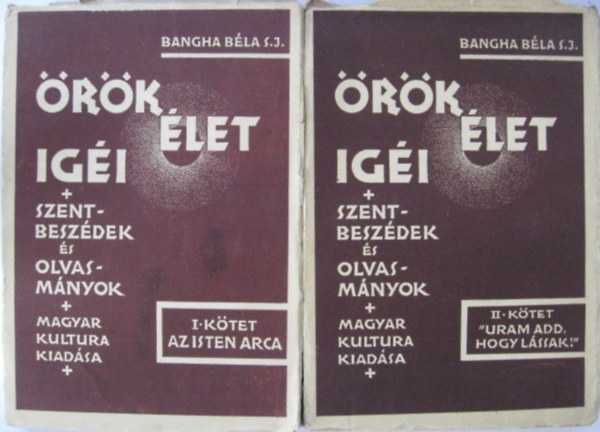 BANGHA BÉLA S.J.
ÖRÖK
ÉLET
IGÉI
+
SZENT-
BESZÉDEK
ÉS
OLVAS-
MÁNYOK
+
MAGYAR
KULTURA
KIADÁSA
+
I·KÖTET
AZ ISTEN ARCA
BANGHA BÉLA S.J.
ÖRÖK
ÉLET
IGÉI
+
SZENT-
BESZÉDEK
ÉS
OLVAS-
MÁNYOK
+
MAGYAR
KULTURA
KIADÁSA
+
II·KÖTET
"URAM ADD,
HOGY LÁSSAK!"